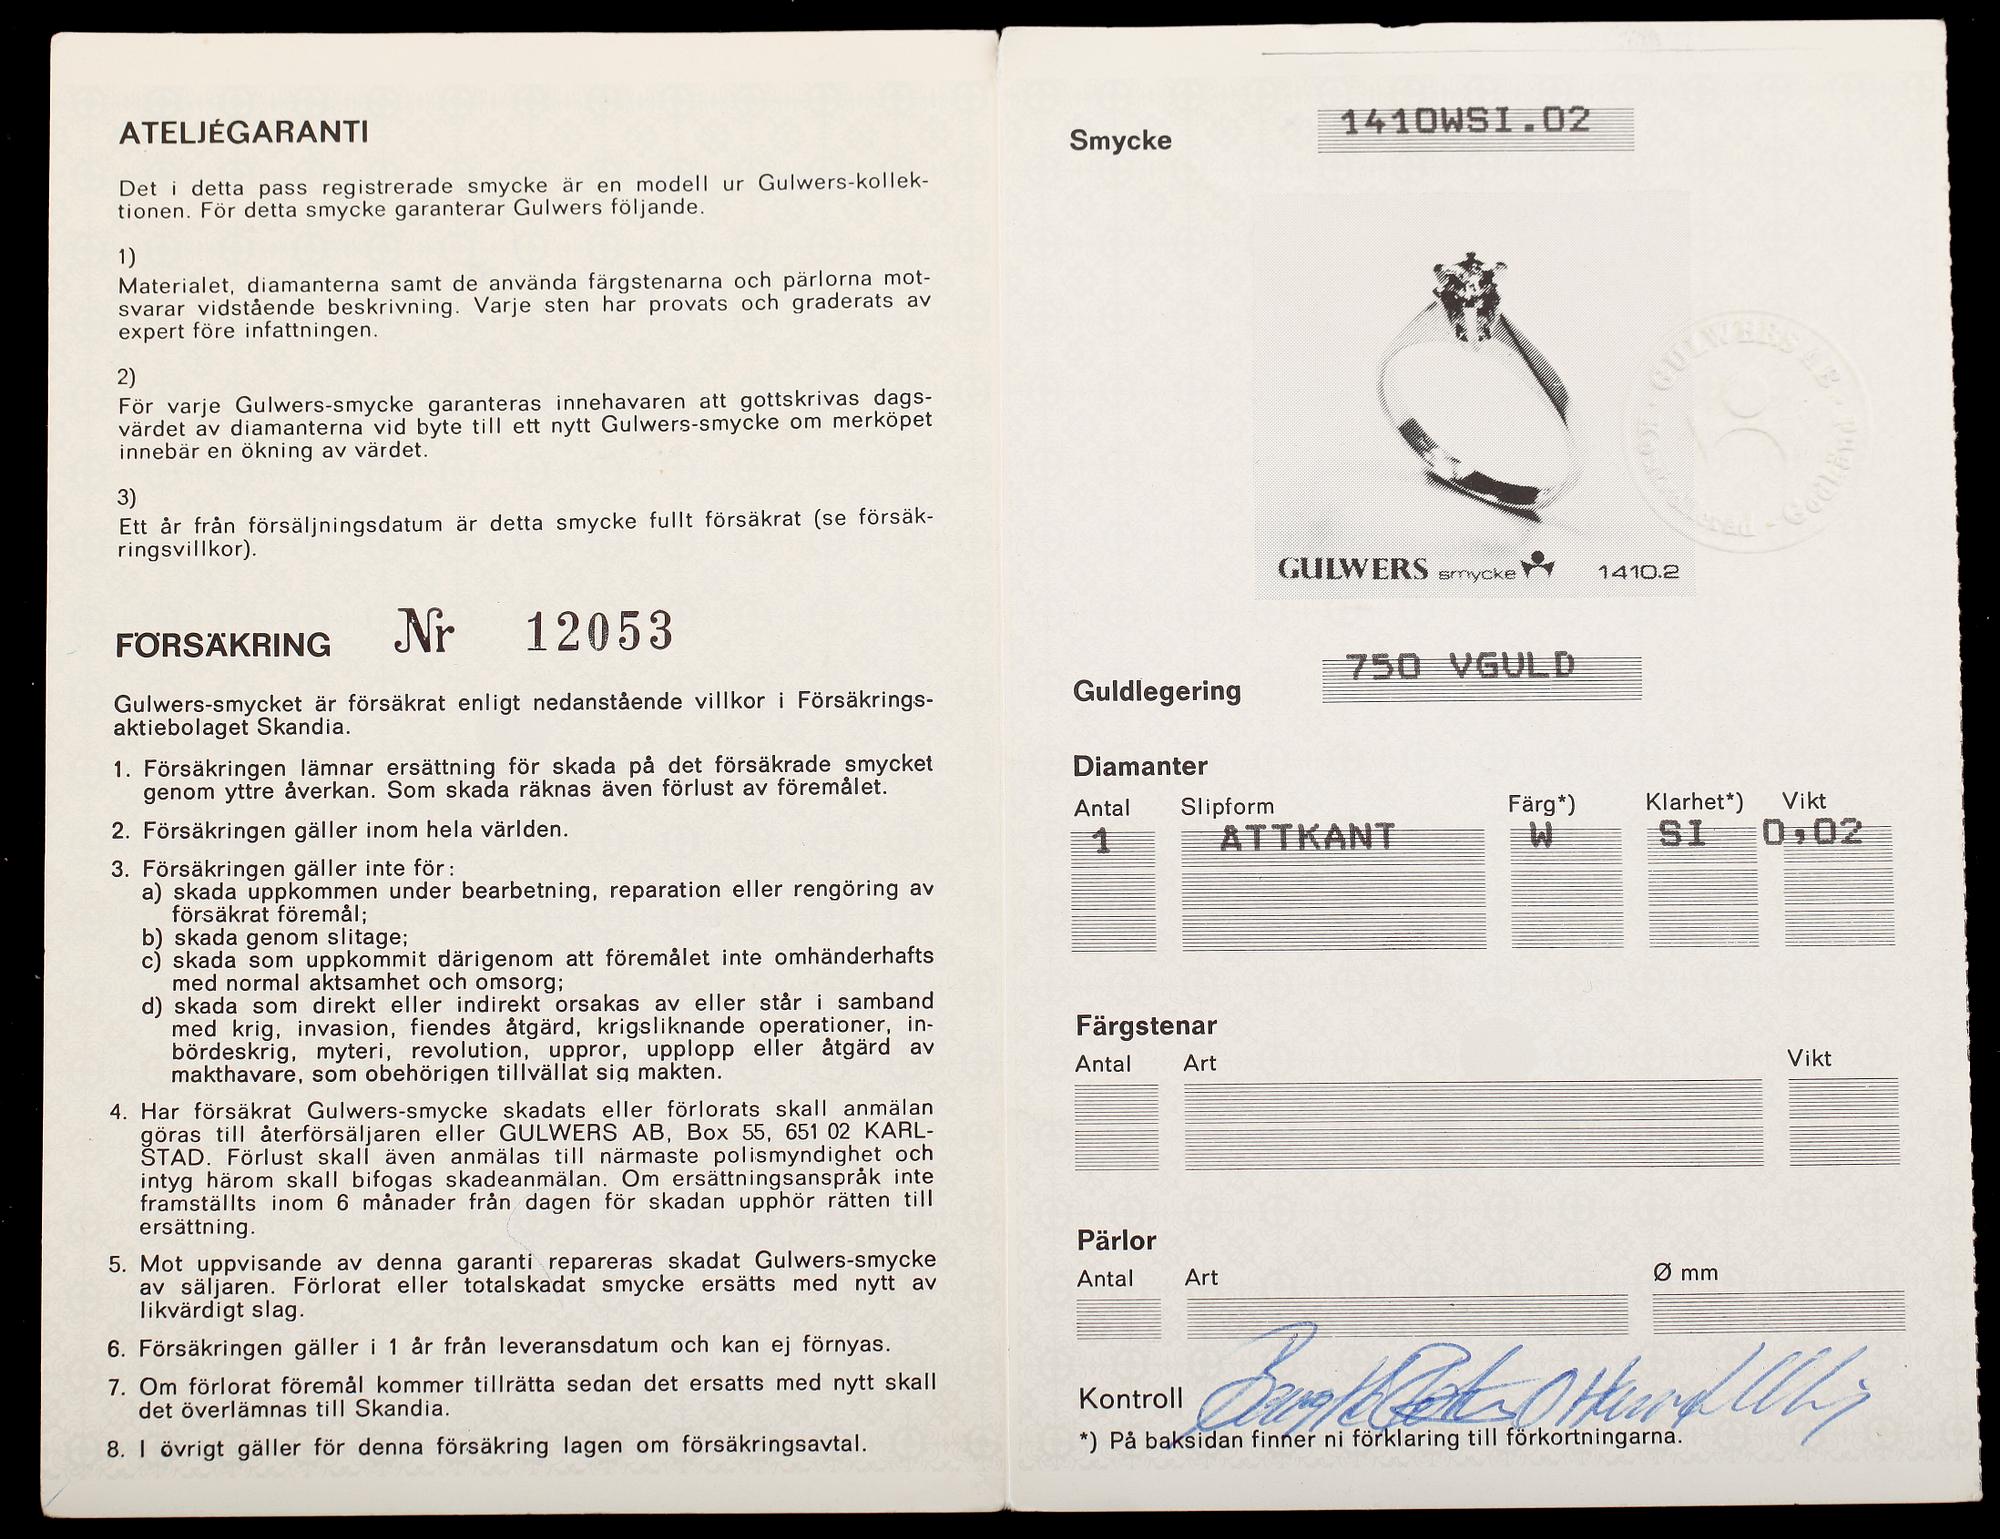 ATELJÉGARANTI
Det i detta pass registrerade smycke är en modell ur Gulwers-kollek-
tionen. För detta smycke garanterar Gulwers följande.
1)
Materialet, diamanterna samt de använda färgstenarna och pärlorna mot-
svarar vidstående beskrivning. Varje sten har provats och graderats av
expert före infattningen.
2)
För varje Gulwers-smycke garanteras innehavaren att gottskrivas dags-
värdet av diamanterna vid byte till ett nytt Gulwers-smycke om merköpet
innebär en ökning av värdet.
3)
Ett år från försäljningsdatum är detta smycke fullt försäkrat (se försäk-
ringsvillkor).
FÖRSÄKRING Nr 12053
Gulwers-smycket är försäkrat enligt nedanstående villkor i Försäkrings-
aktiebolaget Skandia.
1. Försäkringen lämnar ersättning för skada på det försäkrade smycket
genom yttre åverkan. Som skada räknas även förlust av föremålet.
2. Försäkringen gäller inom hela världen.
3. Försäkringen gäller inte för:
a) skada uppkommen under bearbetning, reparation eller rengöring av
försäkrat föremål;
b) skada genom slitage;
c) skada som uppkommit därigenom att föremålet inte omhänderhafts
med normal aktsamhet och omsorg;
d) skada som direkt eller indirekt orsakas av eller står i samband
med krig, invasion, fiendes åtgärd, krigsliknande operationer, in-
bördeskrig, myteri, revolution, uppror, upplopp eller åtgärd av
makthavare, som obehörigen tillvällat sig makten.
4. Har försäkrat Gulwers-smycke skadats eller förlorats skall anmälan
göras till återförsäljaren eller GULWERS AB, Box 55, 651 02 KARL-
STAD. Förlust skall även anmälas till närmaste polismyndighet och
intyg härom skall bifogas skadeanmälan. Om ersättningsanspråk inte
framställts inom 6 månader från dagen för skadan upphör rätten till
ersättning.
5. Mot uppvisande av denna garanti repareras skadat Gulwers-smycke
av säljaren. Förlorat eller totalskadat smycke ersätts med nytt av
likvärdigt slag.
6. Försäkringen gäller i 1 år från leveransdatum och kan ej förnyas.
7. Om förlorat föremål kommer tillrätta sedan det ersatts med nytt skall
det överlämnas till Skandia.
8. I övrigt gäller för denna försäkring lagen om försäkringsavtal.
Smycke 1410WSI.02
GULWERS AB
GULWERS smycke 1410.2
Guldlegering 750 VGULD
Diamanter
Antal Slipform Färg*) Klarhet*) Vikt
1 ÅTTKANT W SI 0,02
Färgstenar
Antal Art Vikt
Pärlor
Antal Art Ø mm
Kontroll
*) På baksidan finner ni förklaring till förkortningarna.